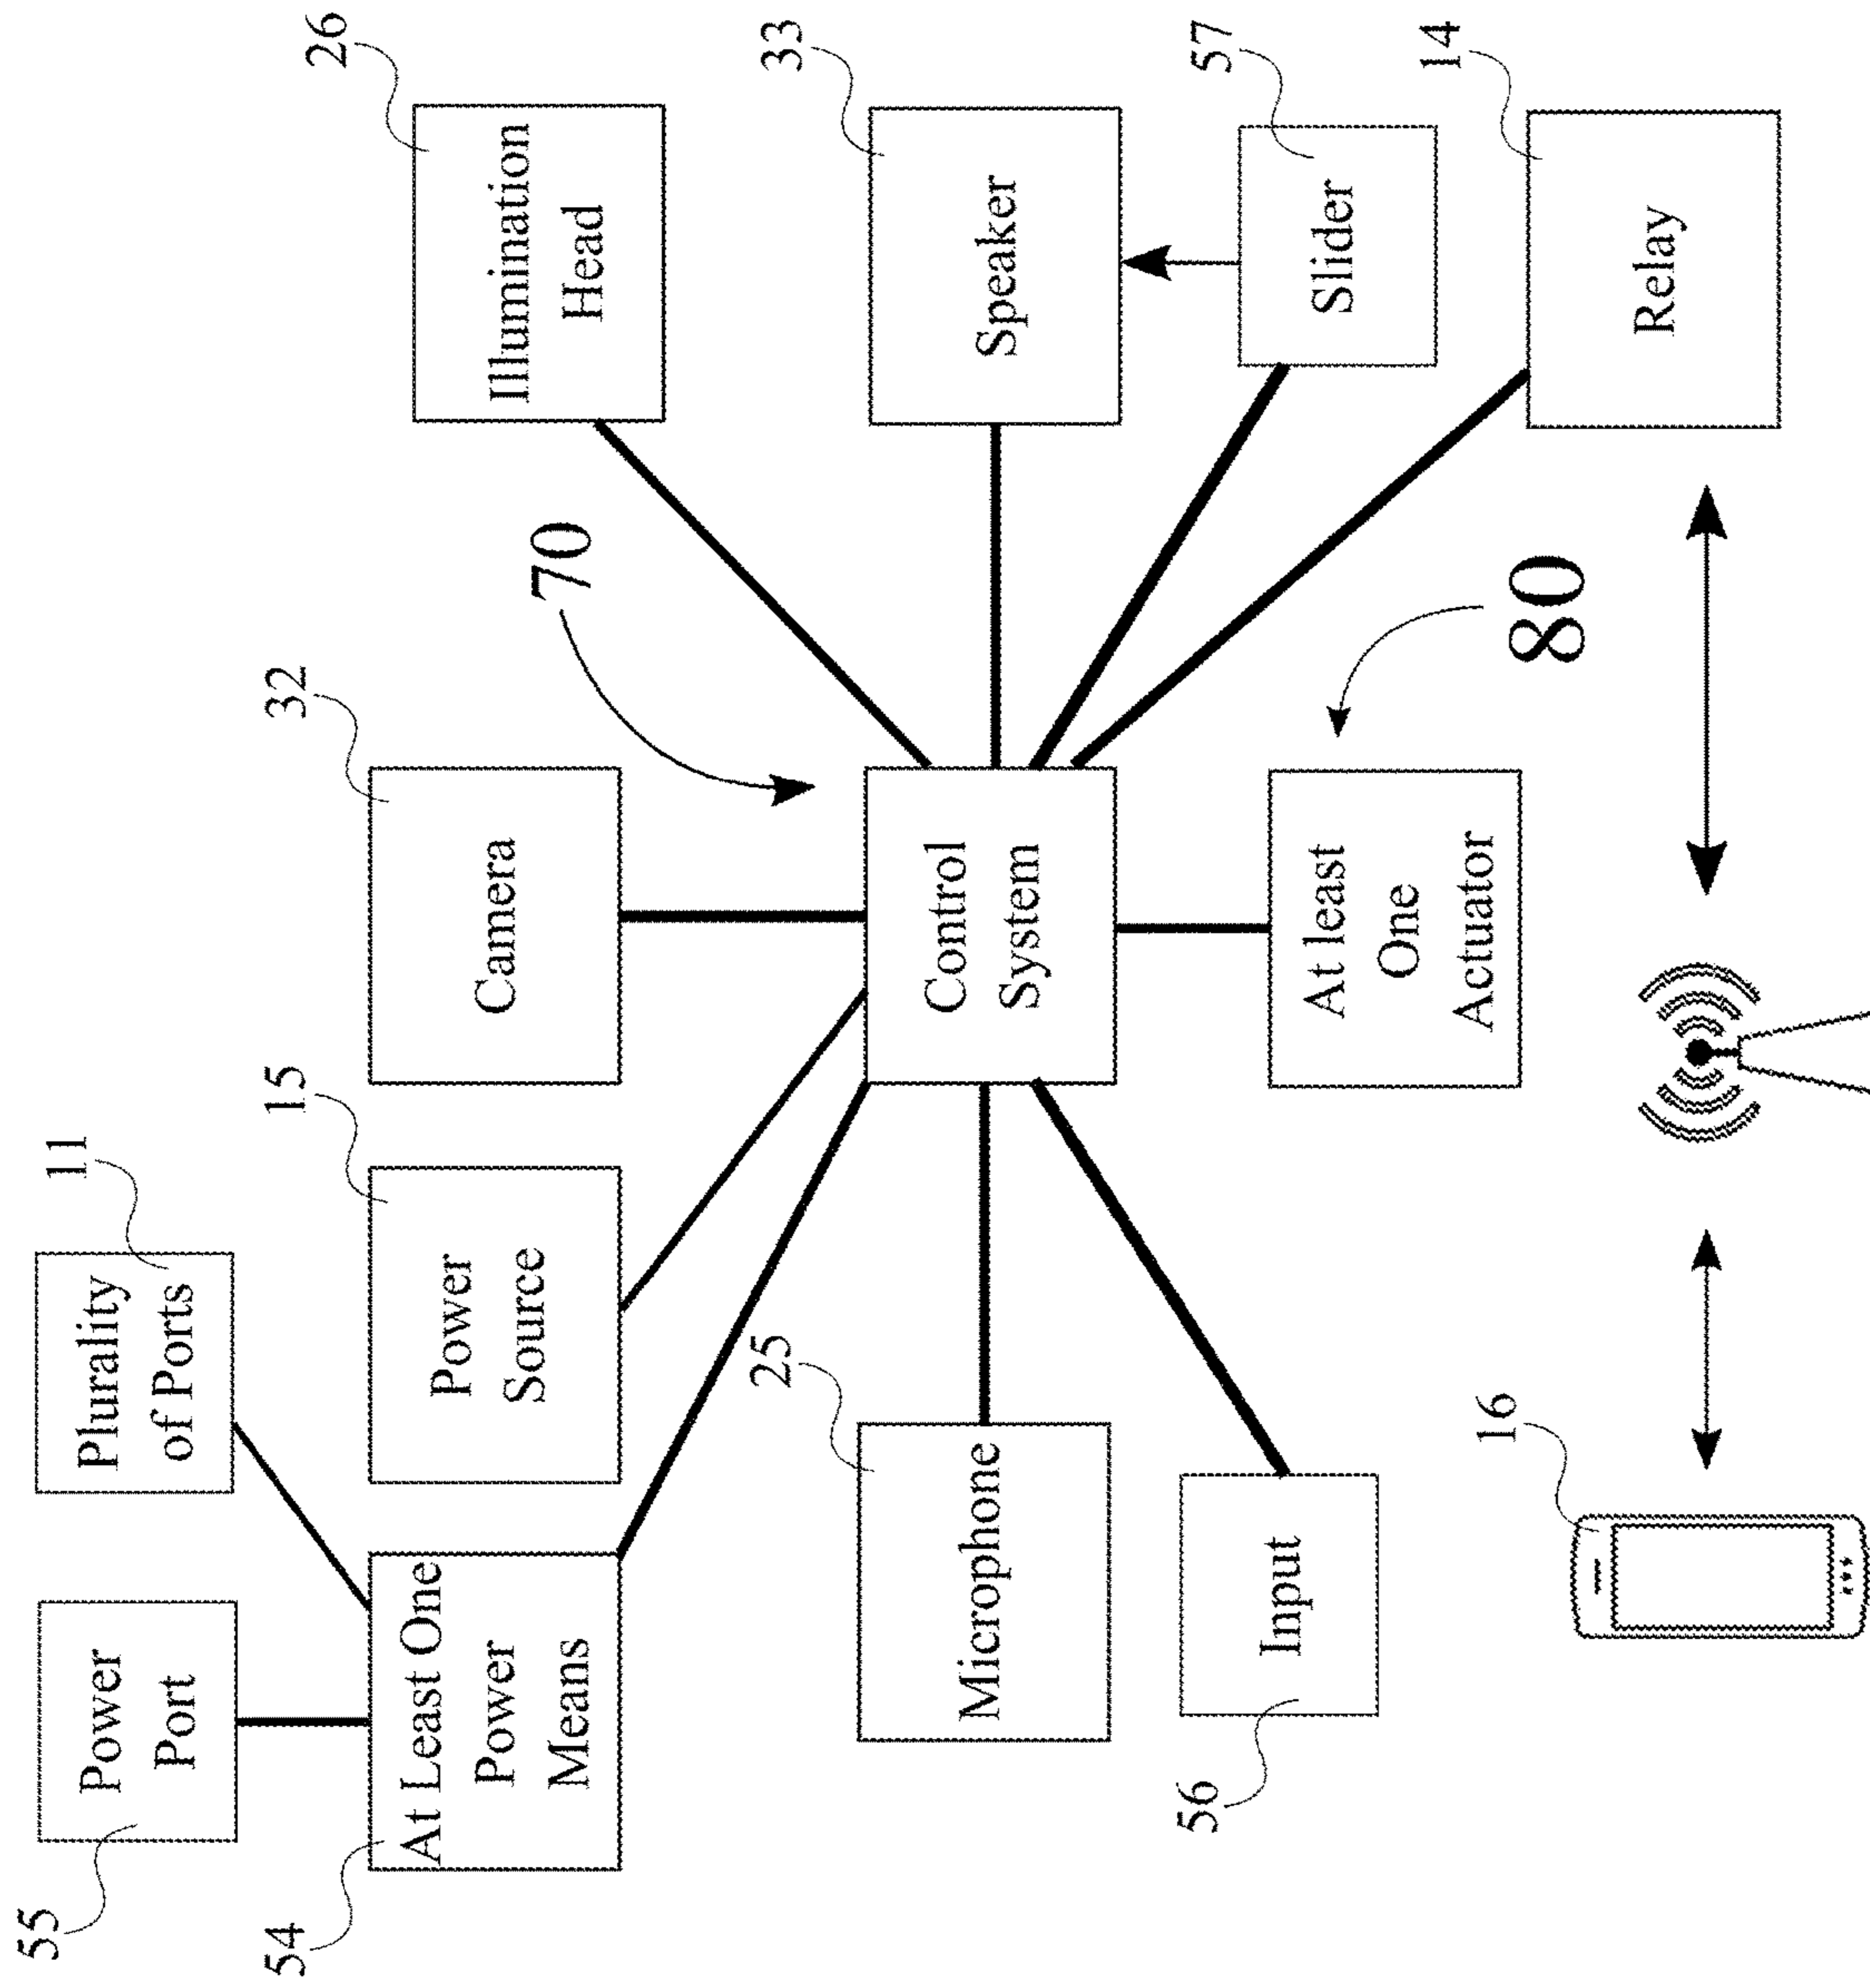 55
Power
Port
11
Plurality
of Ports
54
At Least One
Power
Means
15
Power
Source
32
Camera
26
Illumination
Head
70
25
Microphone
Control
System
33
Speaker
56
Input
80
At least
One
Actuator
57
Slider
16
14
Relay